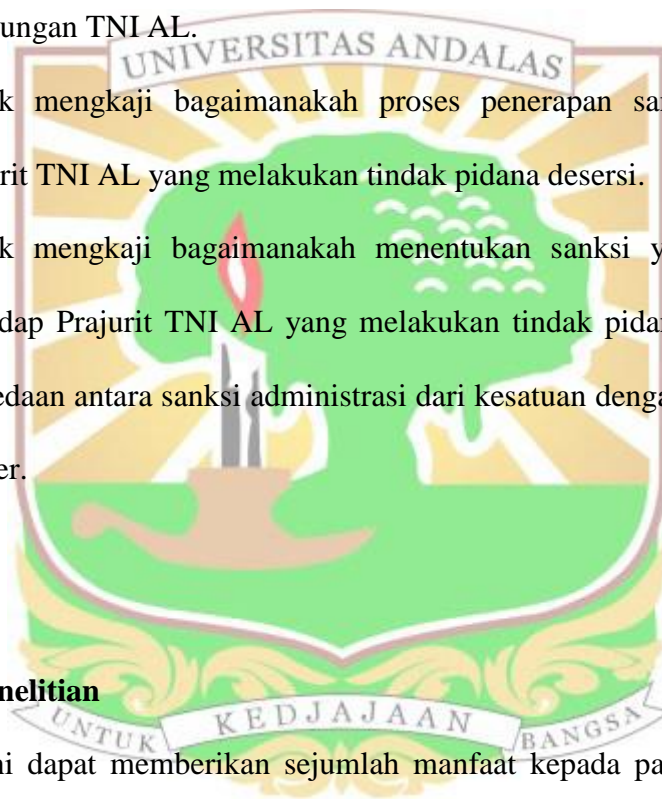 ungan TNI AL.
UNIVERSITAS ANDALAS
k mengkaji bagaimanakah proses penerapan sa
rit TNI AL yang melakukan tindak pidana desersi.
k mengkaji bagaimanakah menentukan sanksi y
dap Prajurit TNI AL yang melakukan tindak pida
edaan antara sanksi administrasi dari kesatuan denga
er.
nelitian
UNTUK KEDJAJAAN BANGSA
ni dapat memberikan sejumlah manfaat kepada pa